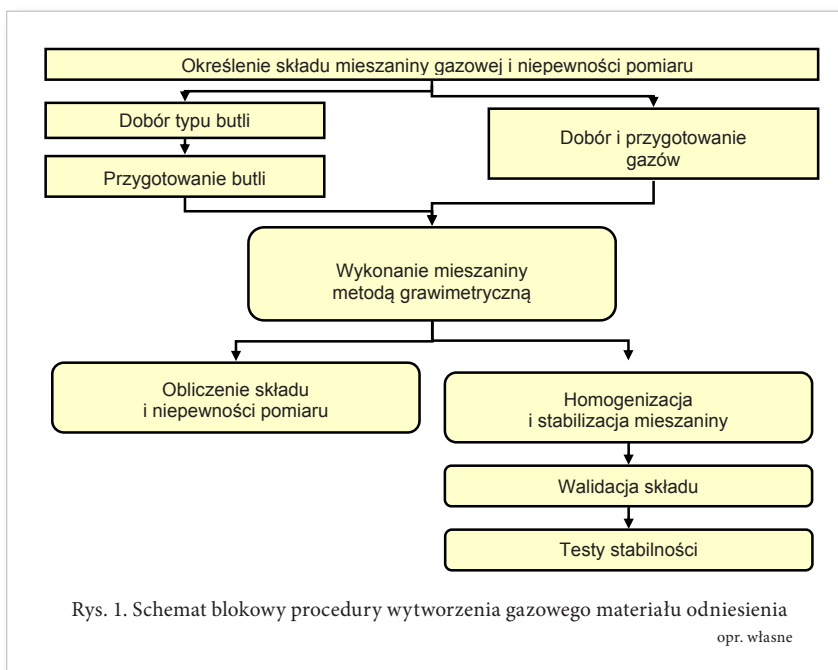 Określenie składu mieszaniny gazowej i niepewności pomiaru
Dobór typu butli
Przygotowanie butli
Dobór i przygotowanie
gazów
Wykonanie mieszaniny
metodą grawimetryczną
Obliczenie składu
i niepewności pomiaru
Homogenizacja
i stabilizacja mieszaniny
Walidacja składu
Testy stabilności
Rys. 1. Schemat blokowy procedury wytworzenia gazowego materiału odniesienia
opr. własne